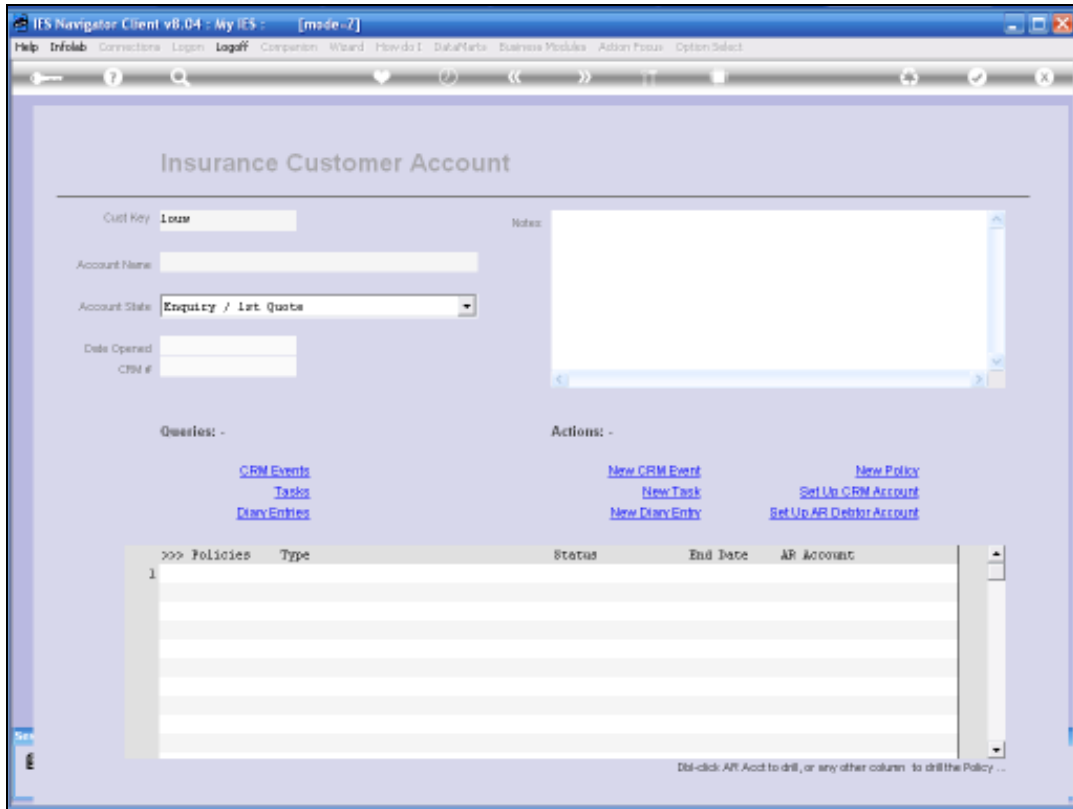 IES Navigator Client v8.04 : My IES : [mode=Z]
Help Infolab Connections Logon Logoff Companion Wizard How do I DataMarts Business Modules Action Focus Option Select
Insurance Customer Account
Cust Key louw
Notes
Account Name
Account State Enquiry / 1st Quote
Date Opened
CRM #
Queries: - Actions: -
CRM Events New CRM Event New Policy
Tasks New Task Set Up CRM Account
Diary Entries New Diary Entry Set Up AR Debtor Account
>>> Policies Type Status End Date AR Account
1
Dbl-click AR Acct to drill, or any other column to drill the Policy ...